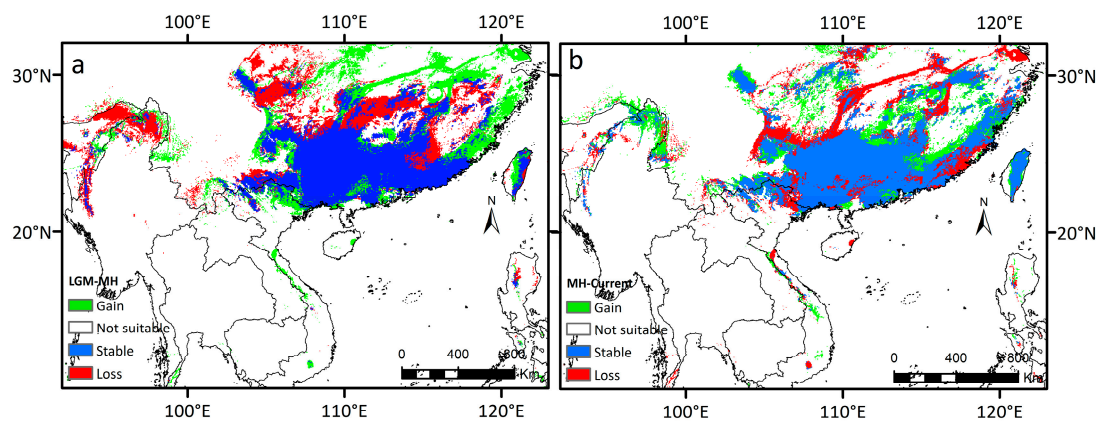 100°E 110°E 120°E 100°E 110°E 120°E
a b
30°N 30°N
N N
20°N 20°N
LGM-MH MH-Current
Gain Gain
Not suitable Not suitable
Stable Stable
Loss Loss
0 400 800 0 400 800
Km Km
100°E 110°E 120°E 100°E 110°E 120°E